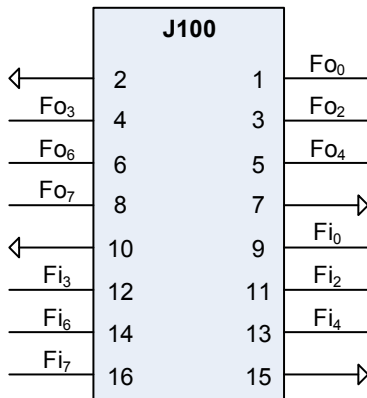 J100
2 1 Fo₀
Fo₃ 4 3 Fo₂
Fo₆ 6 5 Fo₄
Fo₇ 8 7
10 9 Fi₀
Fi₃ 12 11 Fi₂
Fi₆ 14 13 Fi₄
Fi₇ 16 15